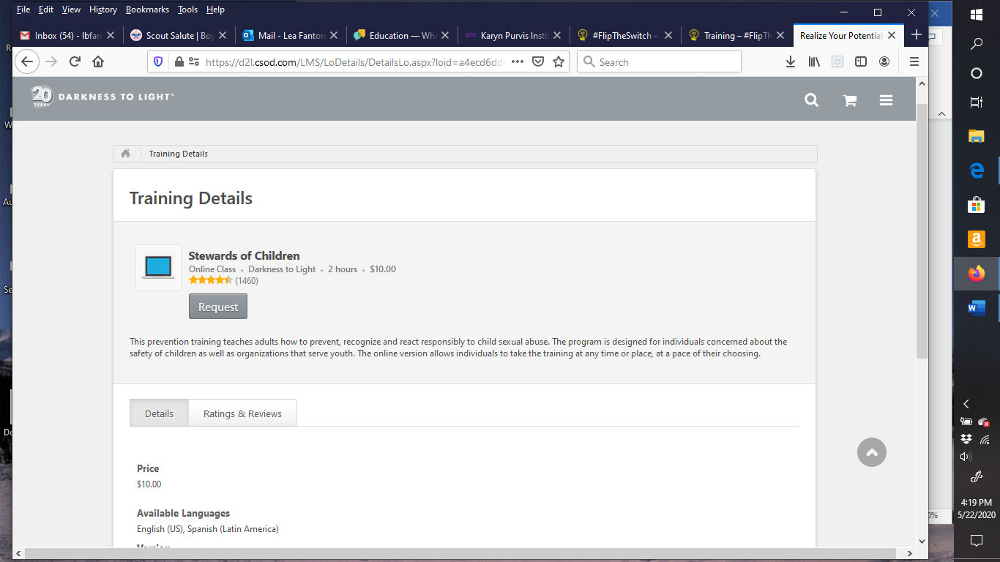 File Edit View History Bookmarks Tools Help
Inbox (54) - lbfan
Scout Salute | Boy
Mail - Lea Fanton
Education — Wha
Karyn Purvis Instit
#FlipTheSwitch –
Training – #FlipTh
Realize Your Potential
https://d2l.csod.com/LMS/LoDetails/DetailsLo.aspx?loid=a4ecd6dd
Search
20 YEARS DARKNESS TO LIGHT®
Training Details
Training Details
Stewards of Children
Online Class • Darkness to Light • 2 hours • $10.00
(1460)
Request
This prevention training teaches adults how to prevent, recognize and react responsibly to child sexual abuse. The program is designed for individuals concerned about the
safety of children as well as organizations that serve youth. The online version allows individuals to take the training at any time or place, at a pace of their choosing.
Details
Ratings & Reviews
Price
$10.00
Available Languages
English (US), Spanish (Latin America)
Version
4:19 PM
5/22/2020